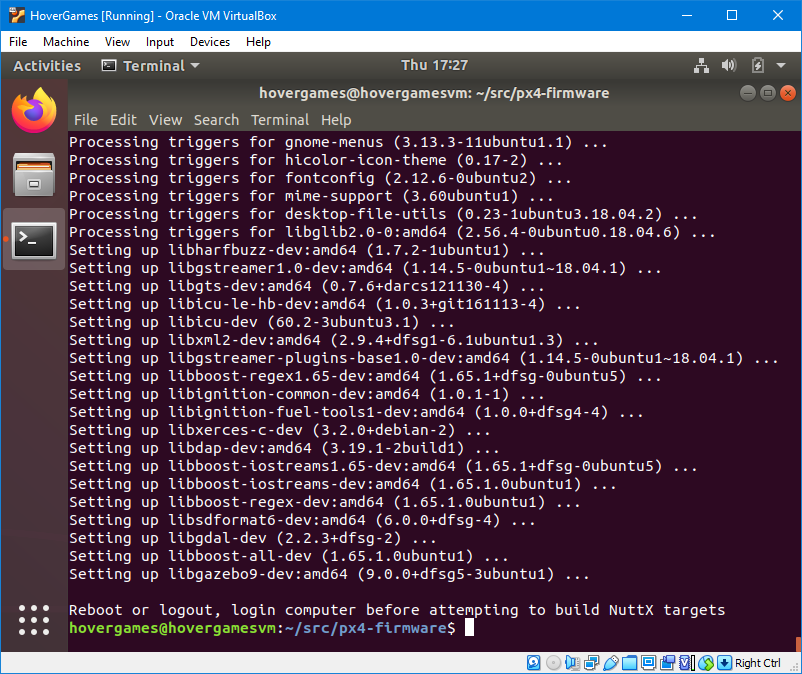 HoverGames [Running] - Oracle VM VirtualBox
File Machine View Input Devices Help
Activities Terminal Thu 17:27
hovergames@hovergamesvm: ~/src/px4-firmware
File Edit View Search Terminal Help
Processing triggers for gnome-menus (3.13.3-11ubuntu1.1) ...
Processing triggers for hicolor-icon-theme (0.17-2) ...
Processing triggers for fontconfig (2.12.6-0ubuntu2) ...
Processing triggers for mime-support (3.60ubuntu1) ...
Processing triggers for desktop-file-utils (0.23-1ubuntu3.18.04.2) ...
Processing triggers for libglib2.0-0:amd64 (2.56.4-0ubuntu0.18.04.6) ...
Setting up libharfbuzz-dev:amd64 (1.7.2-1ubuntu1) ...
Setting up libgstreamer1.0-dev:amd64 (1.14.5-0ubuntu1~18.04.1) ...
Setting up libgts-dev:amd64 (0.7.6+darcs121130-4) ...
Setting up libicu-le-hb-dev:amd64 (1.0.3+git161113-4) ...
Setting up libicu-dev (60.2-3ubuntu3.1) ...
Setting up libxml2-dev:amd64 (2.9.4+dfsg1-6.1ubuntu1.3) ...
Setting up libgstreamer-plugins-base1.0-dev:amd64 (1.14.5-0ubuntu1~18.04.1) ...
Setting up libboost-regex1.65-dev:amd64 (1.65.1+dfsg-0ubuntu5) ...
Setting up libignition-common-dev:amd64 (1.0.1-1) ...
Setting up libignition-fuel-tools1-dev:amd64 (1.0.0+dfsg4-4) ...
Setting up libxerces-c-dev (3.2.0+debian-2) ...
Setting up libdap-dev:amd64 (3.19.1-2build1) ...
Setting up libboost-iostreams1.65-dev:amd64 (1.65.1+dfsg-0ubuntu5) ...
Setting up libboost-iostreams-dev:amd64 (1.65.1.0ubuntu1) ...
Setting up libboost-regex-dev:amd64 (1.65.1.0ubuntu1) ...
Setting up libsdformat6-dev:amd64 (6.0.0+dfsg-4) ...
Setting up libgdal-dev (2.2.3+dfsg-2) ...
Setting up libboost-all-dev (1.65.1.0ubuntu1) ...
Setting up libgazebo9-dev:amd64 (9.0.0+dfsg5-3ubuntu1) ...
Reboot or logout, login computer before attempting to build NuttX targets
hovergames@hovergamesvm:~/src/px4-firmware$
Right Ctrl